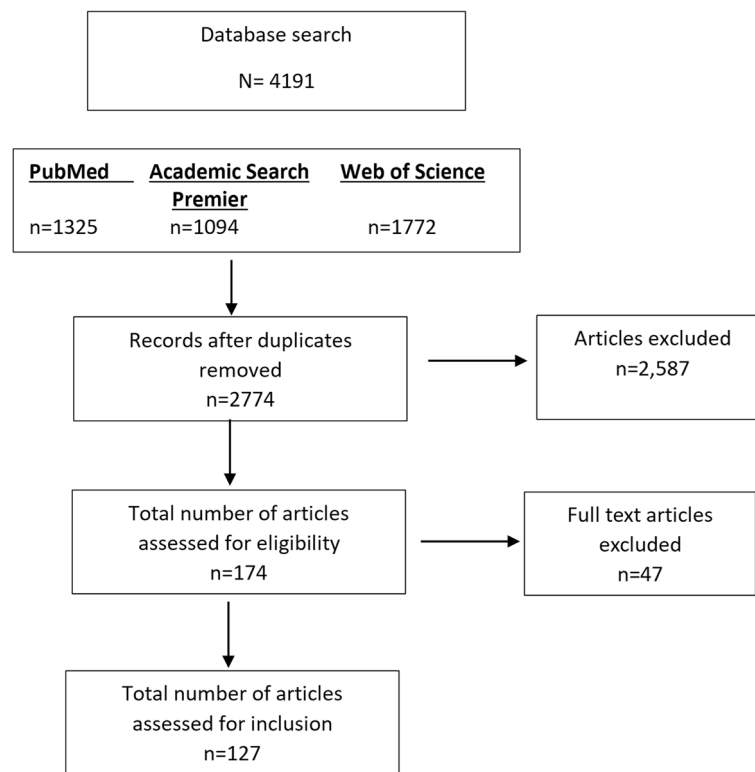 Database search
N= 4191
PubMed Academic Search Web of Science
Premier
n=1325 n=1094 n=1772
Records after duplicates
removed
n=2774
Articles excluded
n=2,587
Total number of articles
assessed for eligibility
n=174
Full text articles
excluded
n=47
Total number of articles
assessed for inclusion
n=127